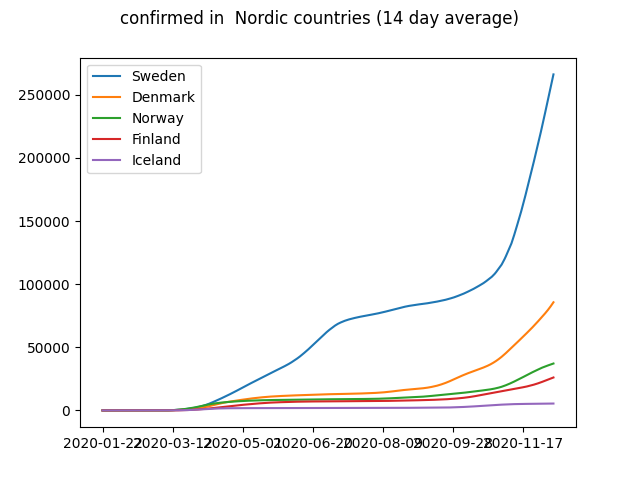 confirmed in  Nordic countries (14 day average)
Sweden
Denmark
Norway
Finland
Iceland
250000
200000
150000
100000
50000
0
2020-01-22 2020-03-12 2020-05-01 2020-06-20 2020-08-09 2020-09-28 2020-11-17